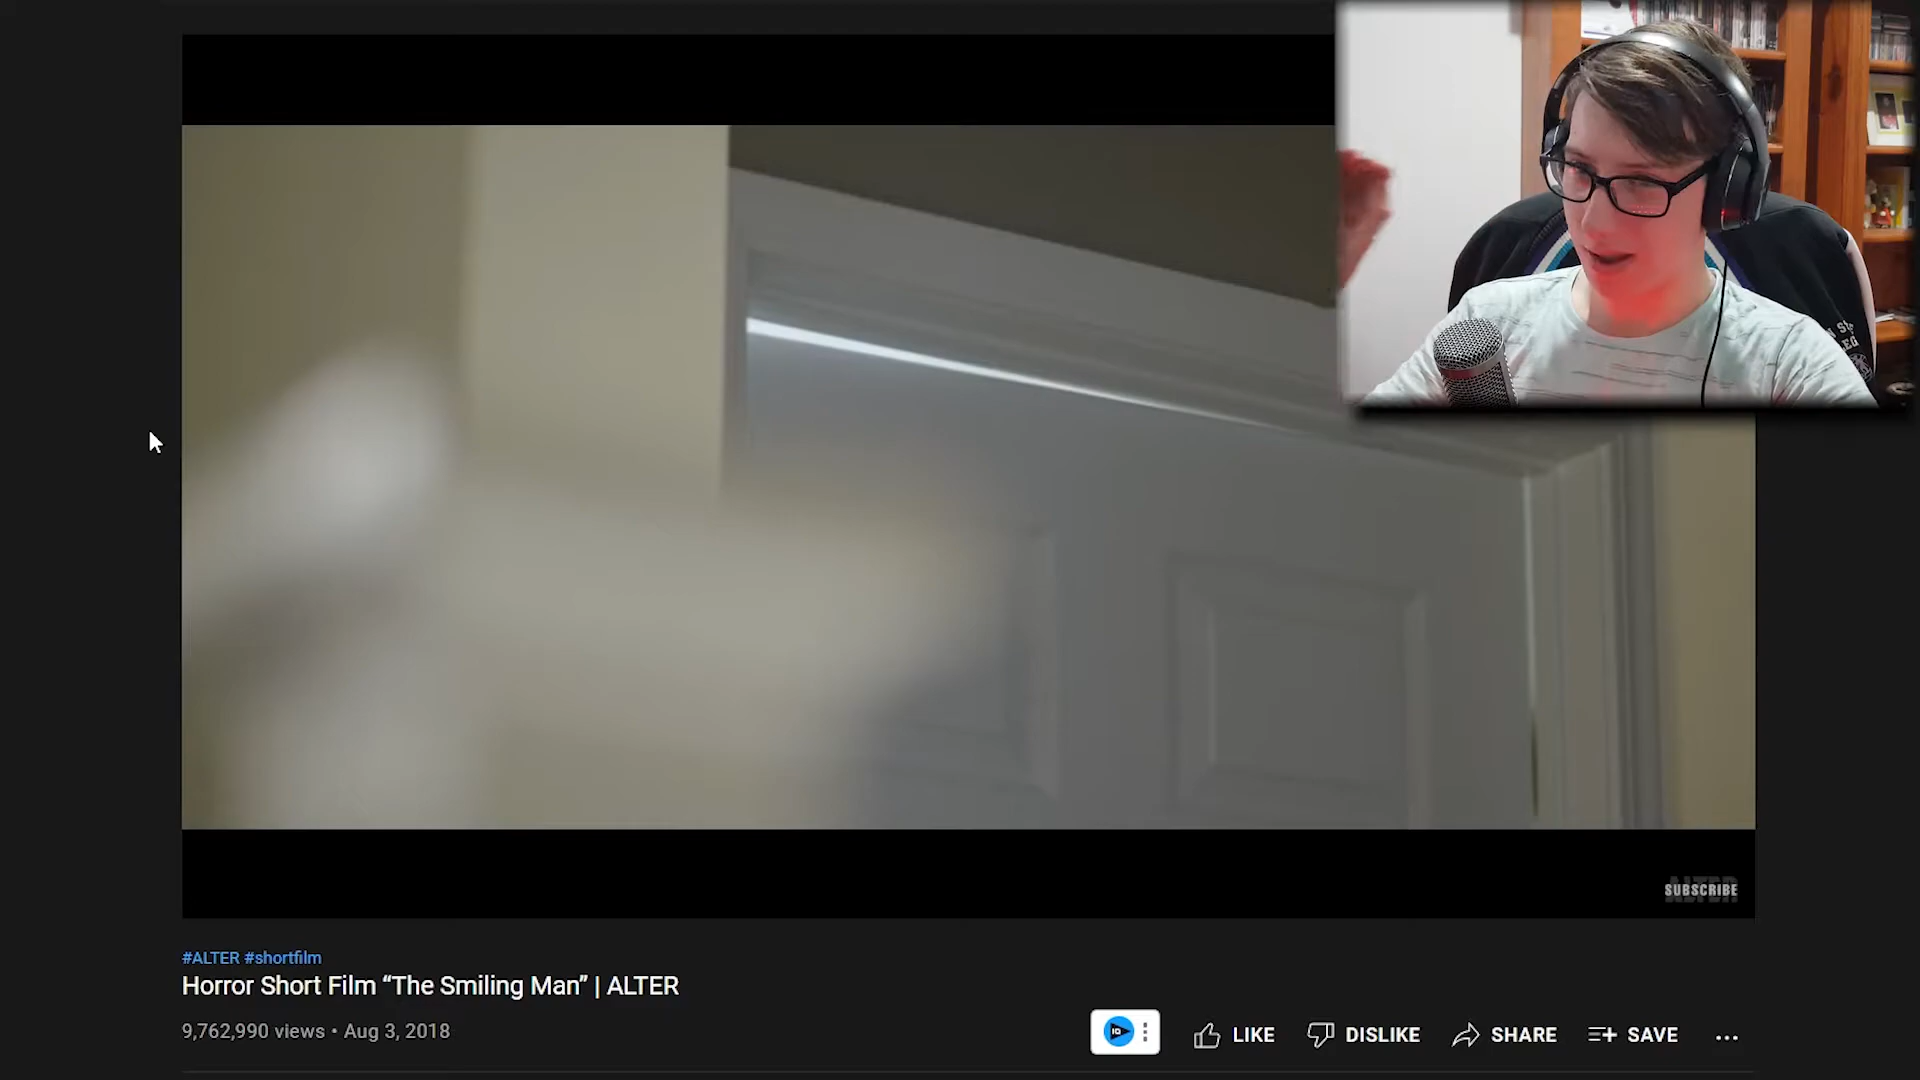 SUBSCRIBE
#ALTER #shortfilm
Horror Short Film “The Smiling Man” | ALTER
9,762,990 views • Aug 3, 2018
LIKE
DISLIKE
SHARE
SAVE